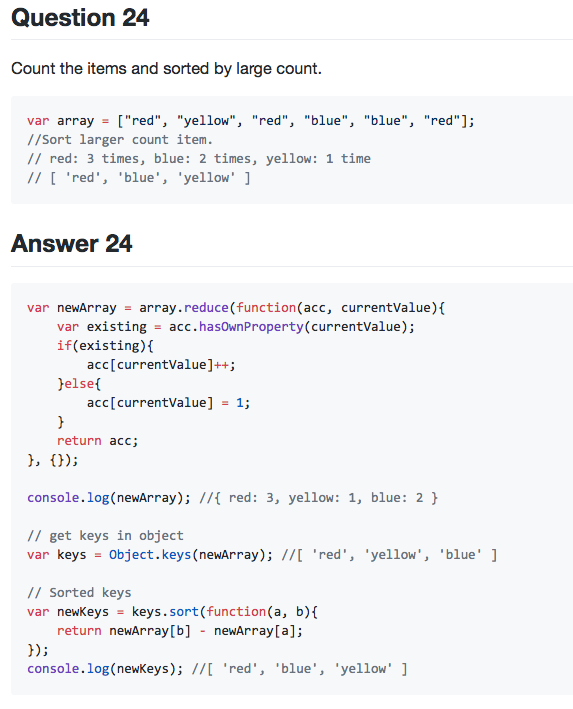 Question 24
Count the items and sorted by large count.
var array = ["red", "yellow", "red", "blue", "blue", "red"];
//Sort larger count item.
// red: 3 times, blue: 2 times, yellow: 1 time
// [ 'red', 'blue', 'yellow' ]
Answer 24
var newArray = array.reduce(function(acc, currentValue){
    var existing = acc.hasOwnProperty(currentValue);
    if(existing){
        acc[currentValue]++;
    }else{
        acc[currentValue] = 1;
    }
    return acc;
}, {});
console.log(newArray); //{ red: 3, yellow: 1, blue: 2 }
// get keys in object
var keys = Object.keys(newArray); //[ 'red', 'yellow', 'blue' ]
// Sorted keys
var newKeys = keys.sort(function(a, b){
    return newArray[b] - newArray[a];
});
console.log(newKeys); //[ 'red', 'blue', 'yellow' ]